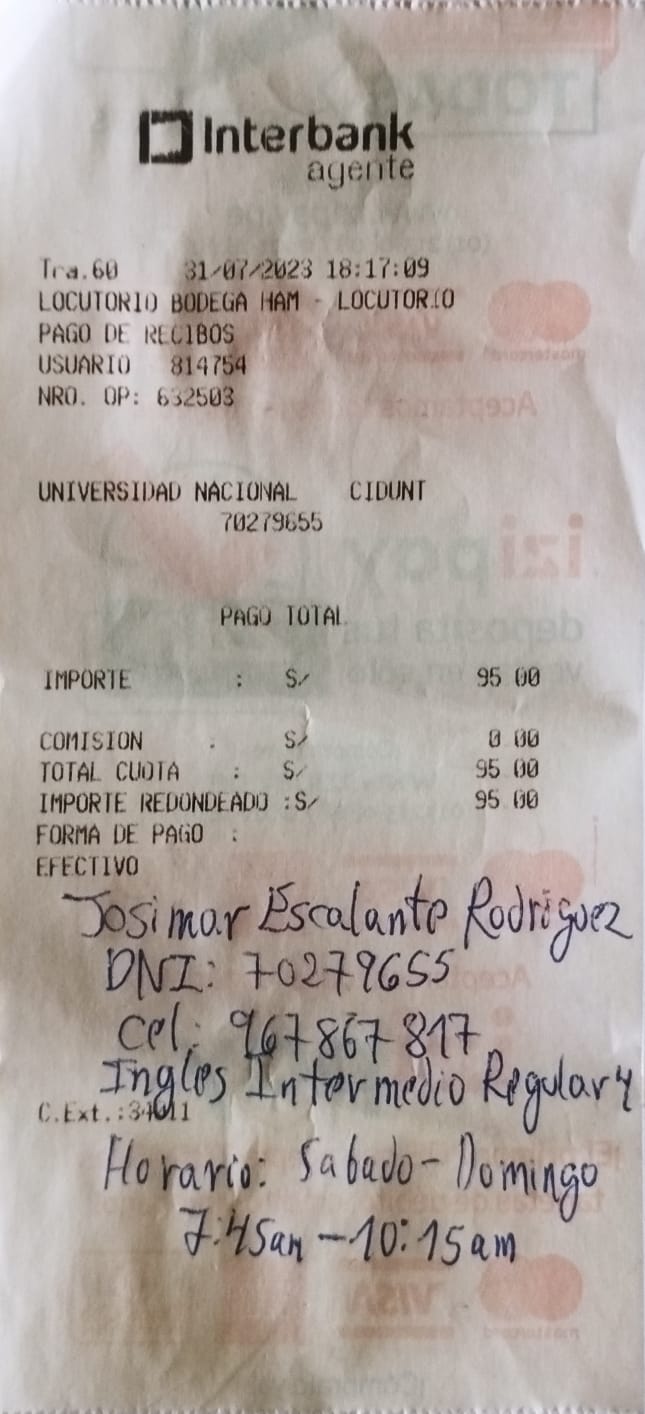 Interbank
agente
Tra.60 31/07/2023 18:17:09
LOCUTORIO BODEGA HAM - LOCUTORIO
PAGO DE RECIBOS
USUARIO 814754
NRO. OP: 632503
UNIVERSIDAD NACIONAL CIDUNT
70279655
PAGO TOTAL
IMPORTE : S/ 95 00
COMISION . S/ 0 00
TOTAL CUOTA : S/ 95 00
IMPORTE REDONDEADO :S/ 95 00
FORMA DE PAGO :
EFECTIVO
Josimar Escalante Rodriguez
DNI: 70279655
Cel: 967867817
Ingles Intermedio Regular 4
C.Ext.:
Horario: Sabado - Domingo
7:45am - 10:15am